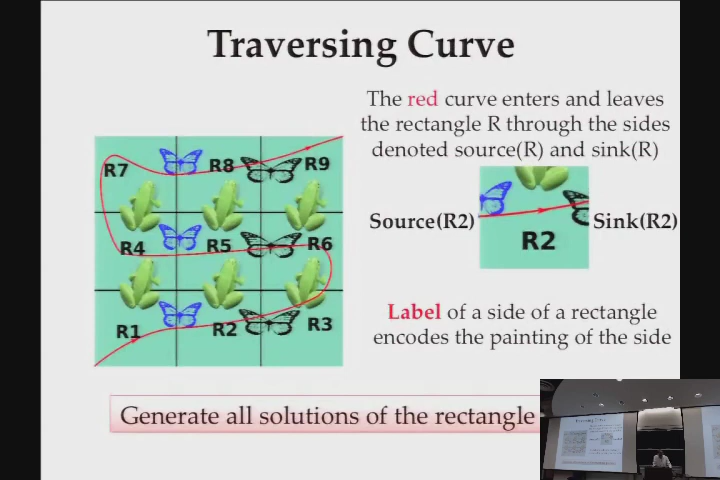 Traversing Curve
The red curve enters and leaves
the rectangle R through the sides
denoted source(R) and sink(R)
R7
R8
R9
R4
R5
R6
R1
R2
R3
Source(R2)
R2
Sink(R2)
Label of a side of a rectangle
encodes the painting of the side
Generate all solutions of the rectangle